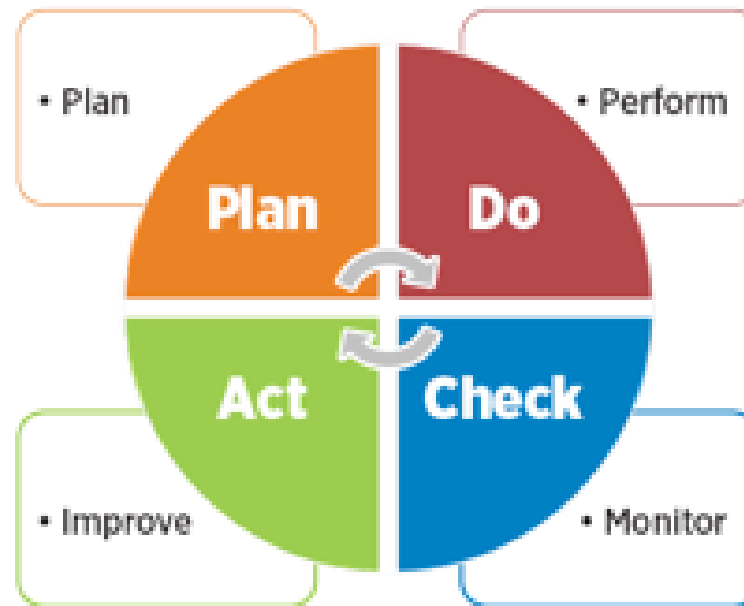 • Plan
• Perform
Plan
Do
Act
Check
• Improve
• Monitor